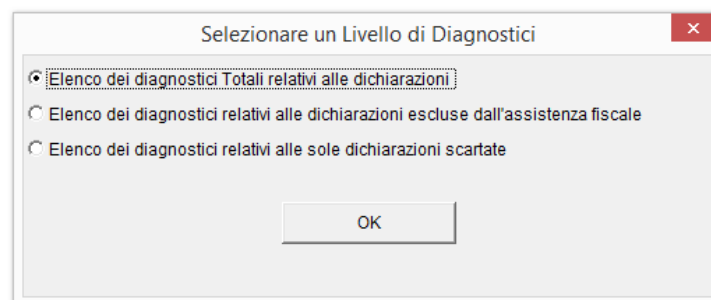 Selezionare un Livello di Diagnostici
Elenco dei diagnostici Totali relativi alle dichiarazioni
Elenco dei diagnostici relativi alle dichiarazioni escluse dall'assistenza fiscale
Elenco dei diagnostici relativi alle sole dichiarazioni scartate
OK